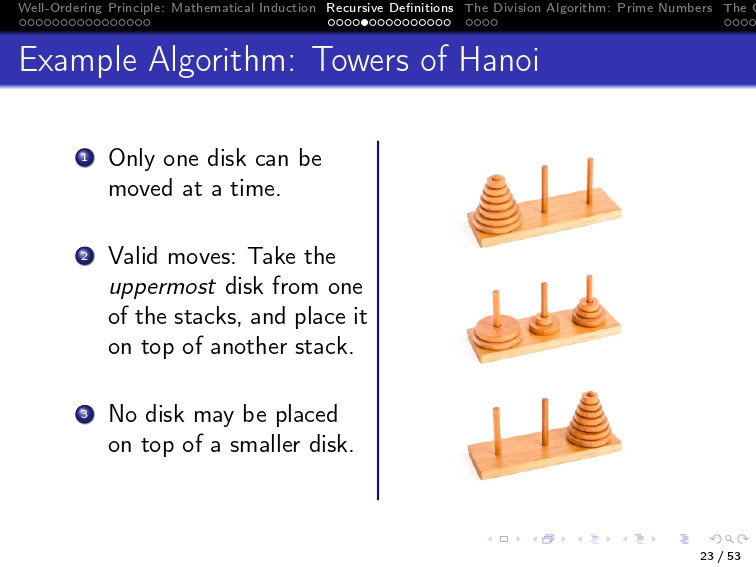 Well-Ordering Principle: Mathematical Induction Recursive Definitions The Division Algorithm: Prime Numbers The
Example Algorithm: Towers of Hanoi
1 Only one disk can be
moved at a time.
2 Valid moves: Take the
uppermost disk from one
of the stacks, and place it
on top of another stack.
3 No disk may be placed
on top of a smaller disk.
23 / 53